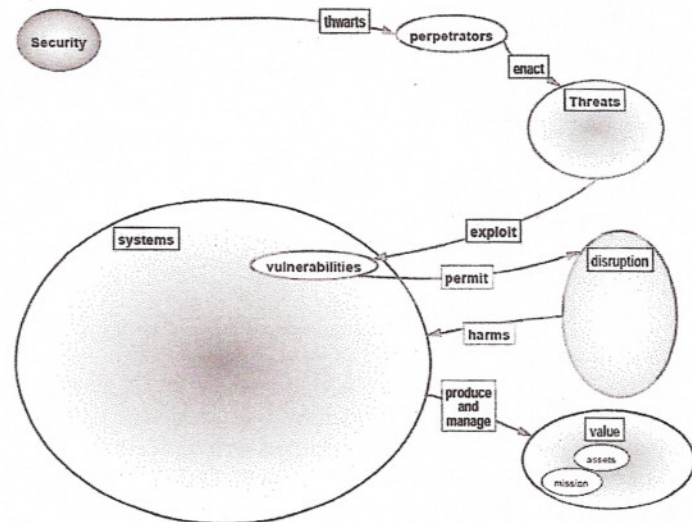 thwarts
Security
perpetrators
enact
Threats
exploit
systems
vulnerabilities
permit
disruption
harms
produce
and
manage
value
assets
mission